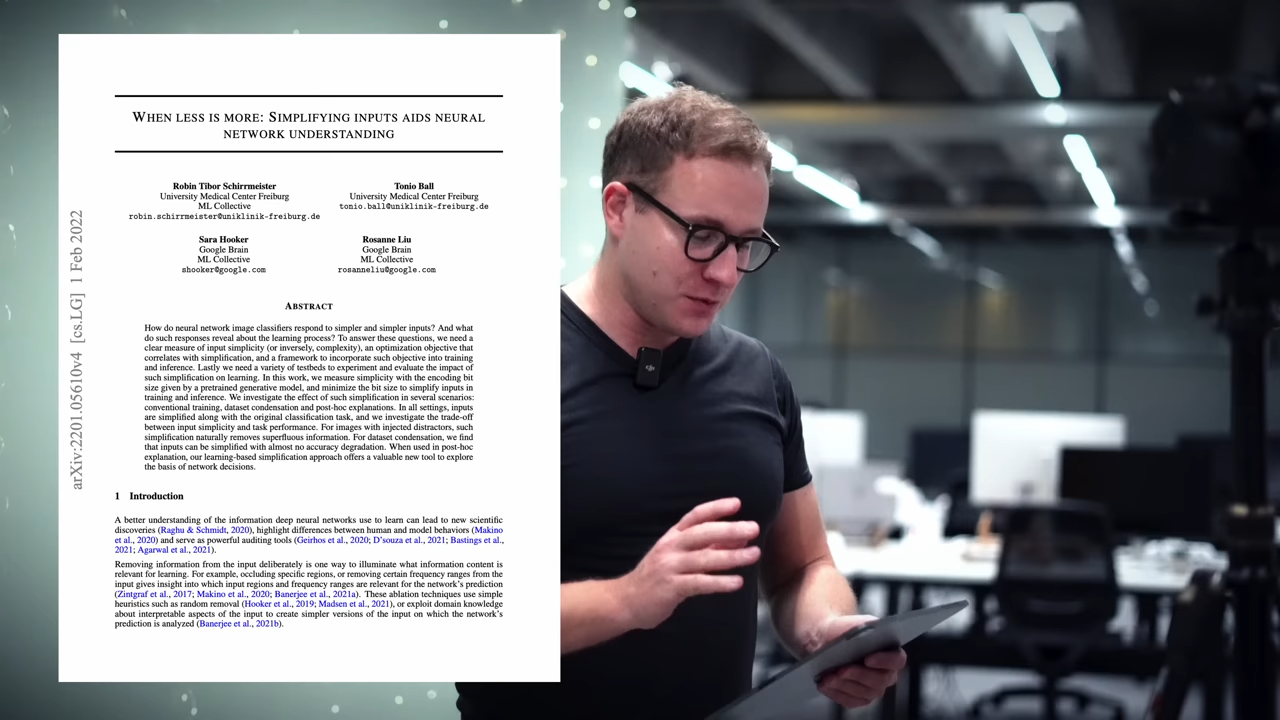 WHEN LESS IS MORE: SIMPLIFYING INPUTS AIDS NEURAL
NETWORK UNDERSTANDING
Robin Tibor Schirrmeister
University Medical Center Freiburg
ML Collective
robin.schirrmeister@uniklinik-freiburg.de
Tonio Ball
University Medical Center Freiburg
tonio.ball@uniklinik-freiburg.de
Sara Hooker
Google Brain
ML Collective
shooker@google.com
Rosanne Liu
Google Brain
ML Collective
rosanneliu@google.com
arXiv:2201.05610v4 [cs.LG] 1 Feb 2022
ABSTRACT
How do neural network image classifiers respond to simpler and simpler inputs? And what
do such responses reveal about the learning process? To answer these questions, we need a
clear measure of input simplicity (or inversely, complexity), an optimization objective that
correlates with simplification, and a framework to incorporate such objective into training
and inference. Lastly we need a variety of testbeds to experiment and evaluate the impact of
such simplification on learning. In this work, we measure simplicity with the encoding bit
size given by a pretrained generative model, and minimize the bit size to simplify inputs in
training and inference. We investigate the effect of such simplification in several scenarios:
conventional training, dataset condensation and post-hoc explanations. In all settings, inputs
are simplified along with the original classification task, and we investigate the trade-off
between input simplicity and task performance. For images with injected distractors, such
simplification naturally removes superfluous information. For dataset condensation, we find
that inputs can be simplified with almost no accuracy degradation. When used in post-hoc
explanation, our learning-based simplification approach offers a valuable new tool to explore
the basis of network decisions.
1 Introduction
A better understanding of the information deep neural networks use to learn can lead to new scientific
discoveries (Raghu & Schmidt, 2020), highlight differences between human and model behaviors (Makino
et al., 2020) and serve as powerful auditing tools (Geirhos et al., 2020; D'souza et al., 2021; Bastings et al.,
2021; Agarwal et al., 2021).
Removing information from the input deliberately is one way to illuminate what information content is
relevant for learning. For example, occluding specific regions, or removing certain frequency ranges from the
input gives insight into which input regions and frequency ranges are relevant for the network's prediction
(Zintgraf et al., 2017; Makino et al., 2020; Banerjee et al., 2021a). These ablation techniques use simple
heuristics such as random removal (Hooker et al., 2019; Madsen et al., 2021), or exploit domain knowledge
about interpretable aspects of the input to create simpler versions of the input on which the network's
prediction is analyzed (Banerjee et al., 2021b).